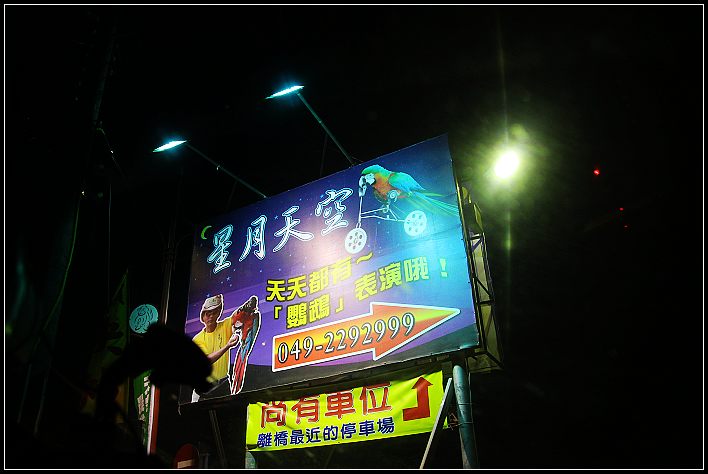 星月天空
天天都有~
「鸚鵡」表演哦!
049-2292999
尚有車位
離橋最近的停車場